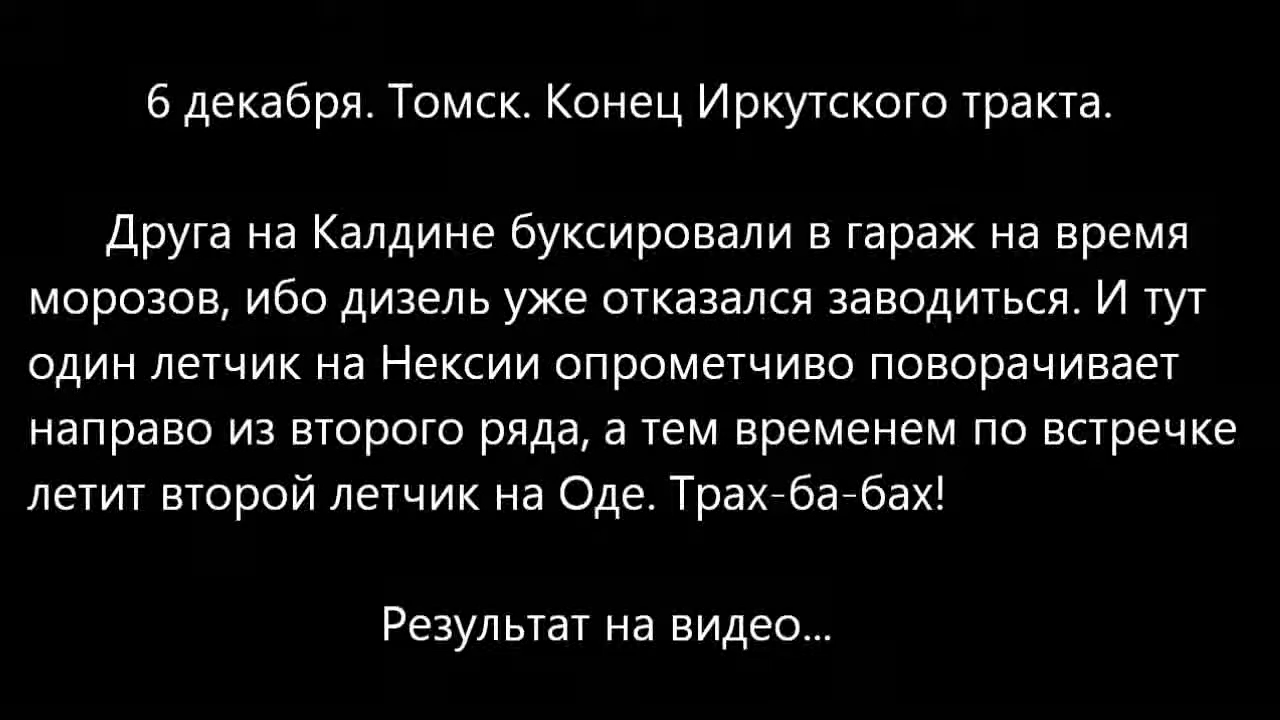 6 декабря. Томск. Конец Иркутского тракта.
Друга на Калдине буксировали в гараж на время
морозов, ибо дизель уже отказался заводиться. И тут
один летчик на Нексии опрометчиво поворачивает
направо из второго ряда, а тем временем по встречке
летит второй летчик на Оде. Трах-ба-бах!
Результат на видео...